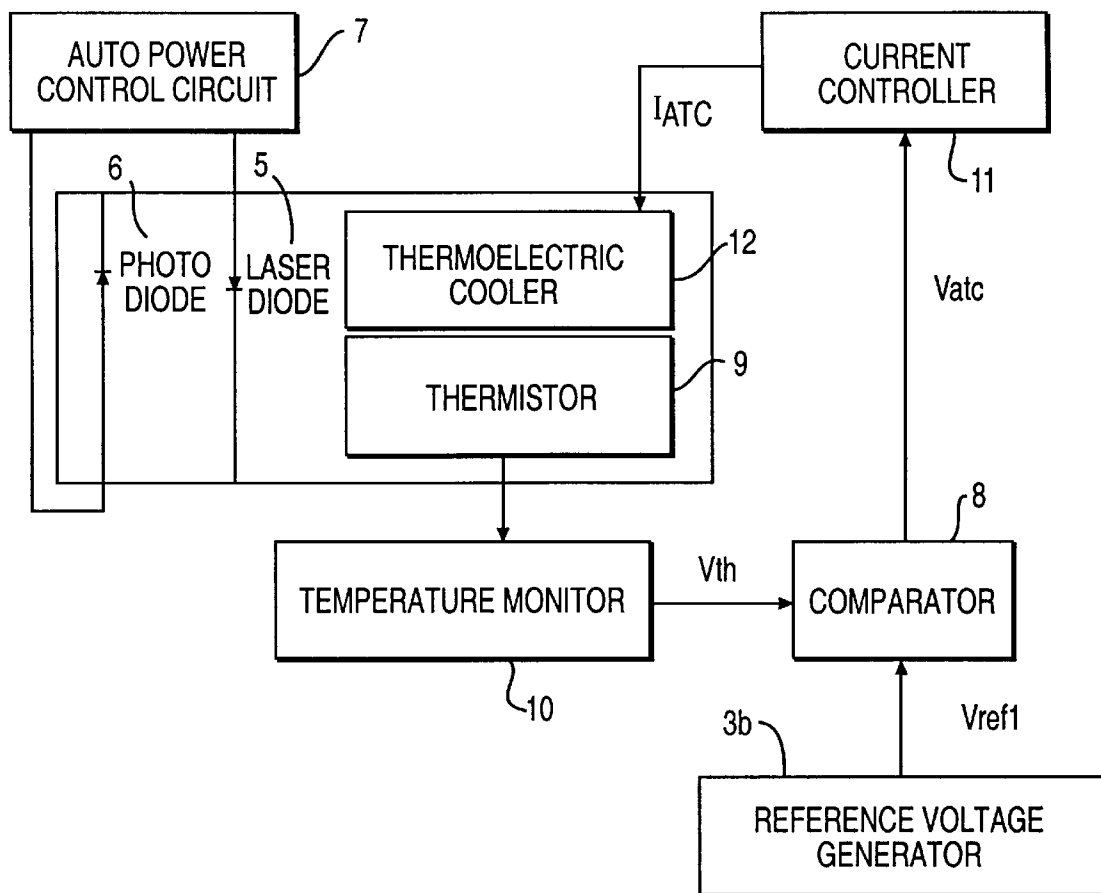 AUTO POWER
CONTROL CIRCUIT
7
CURRENT
CONTROLLER
11
IATC
6
5
PHOTO
DIODE
LASER
DIODE
THERMOELECTRIC
COOLER
12
Vatc
THERMISTOR
9
8
TEMPERATURE MONITOR
10
Vth
COMPARATOR
Vref1
3b
REFERENCE VOLTAGE
GENERATOR